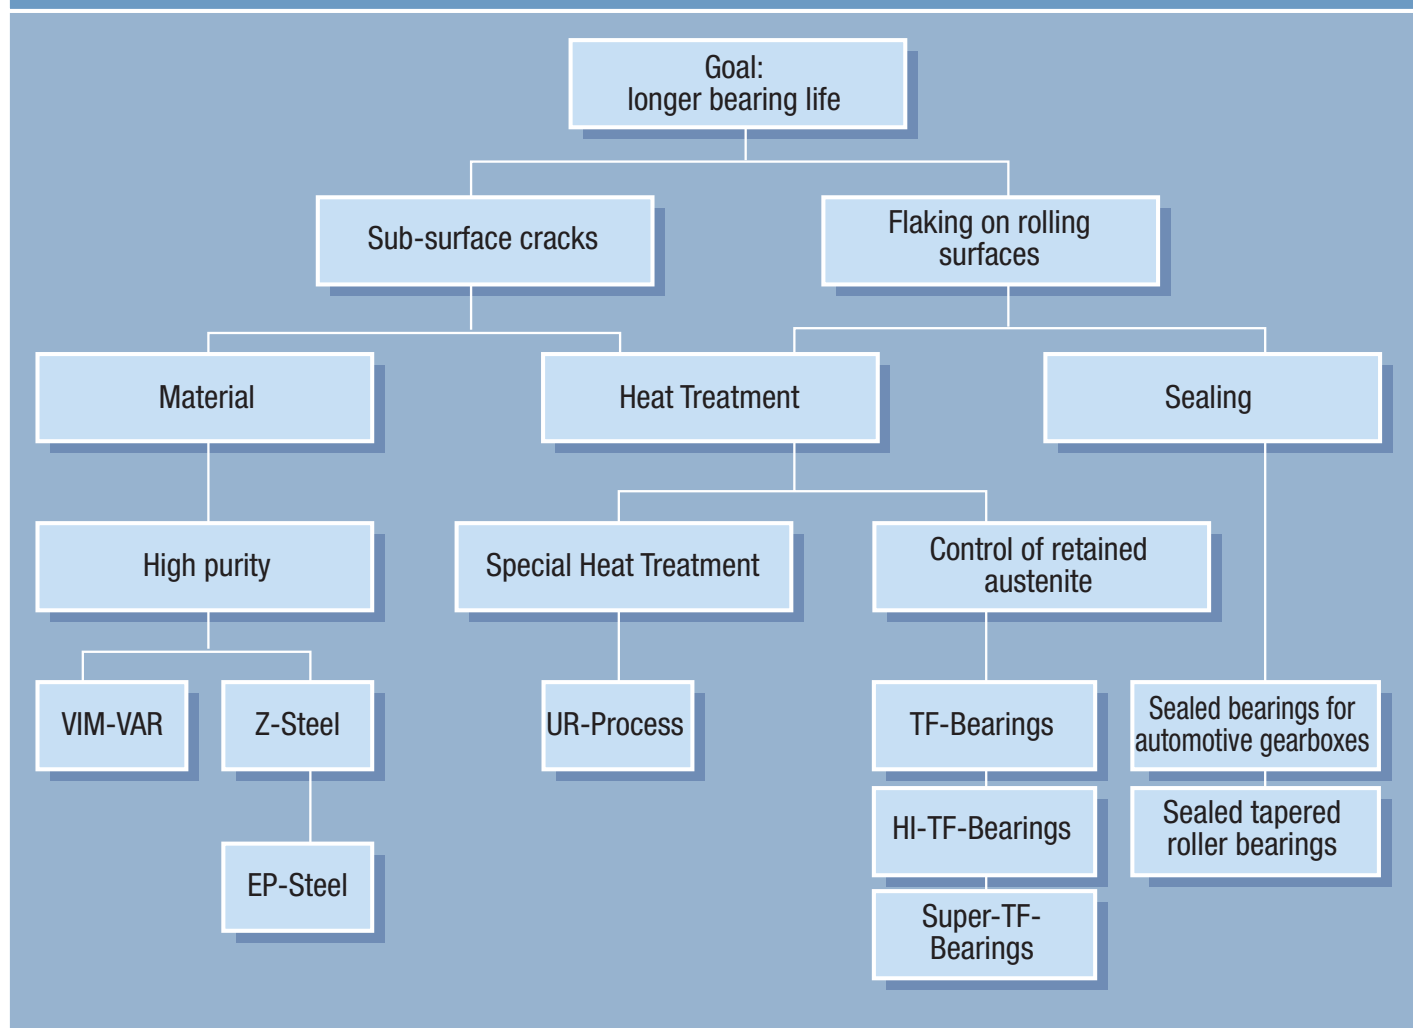 Goal:
longer bearing life
Sub-surface cracks
Flaking on rolling
surfaces
Material
Heat Treatment
Sealing
High purity
Special Heat Treatment
Control of retained
austenite
VIM-VAR
Z-Steel
UR-Process
TF-Bearings
Sealed bearings for
automotive gearboxes
HI-TF-Bearings
Sealed tapered
roller bearings
EP-Steel
Super-TF-
Bearings